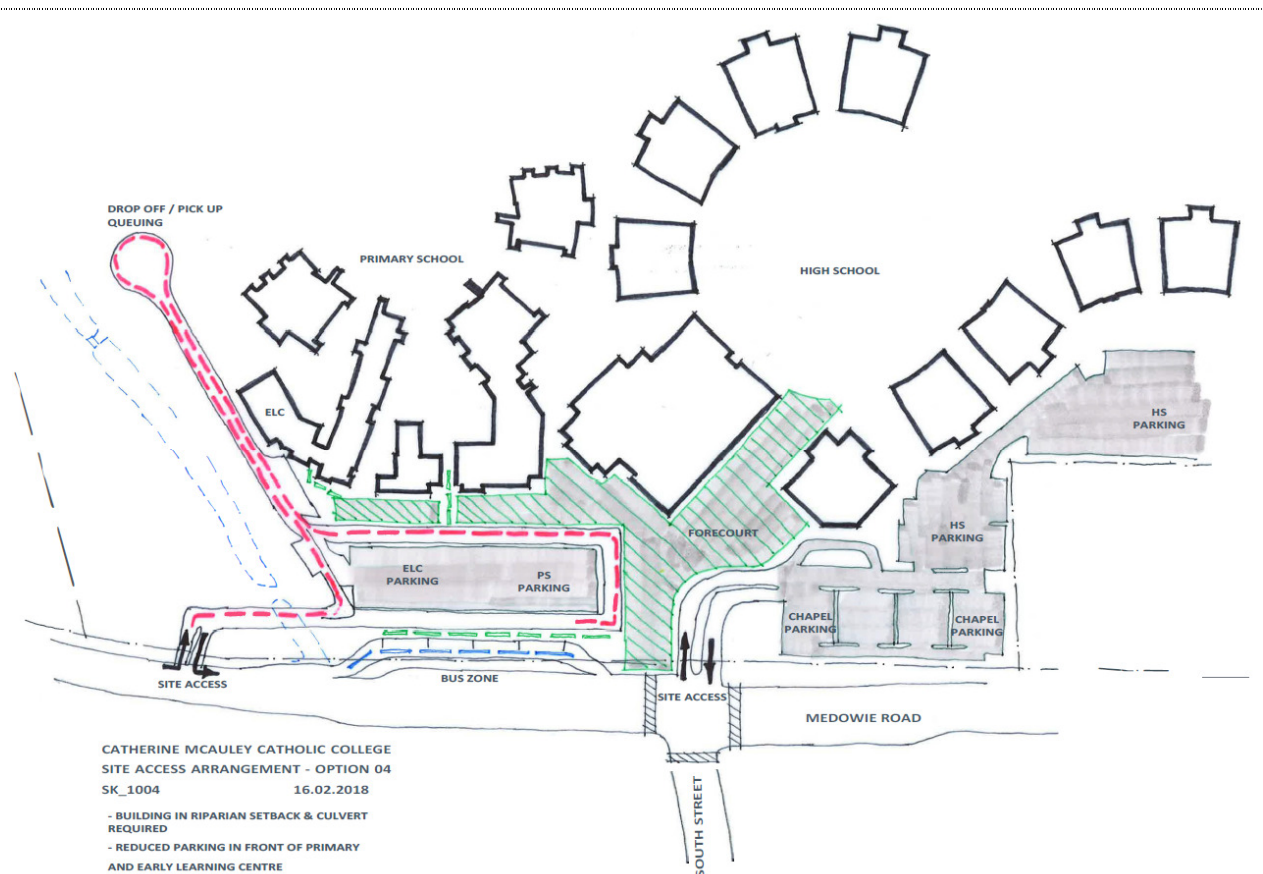 DROP OFF / PICK UP
QUEUING
PRIMARY SCHOOL
HIGH SCHOOL
ELC
HS
PARKING
FORECOURT
HS
PARKING
ELC
PARKING
PS
PARKING
CHAPEL
PARKING
CHAPEL
PARKING
SITE ACCESS
BUS ZONE
SITE ACCESS
MEDOWIE ROAD
SOUTH STREET
CATHERINE MCAULEY CATHOLIC COLLEGE
SITE ACCESS ARRANGEMENT - OPTION 04
SK_1004 16.02.2018
- BUILDING IN RIPARIAN SETBACK & CULVERT
REQUIRED
- REDUCED PARKING IN FRONT OF PRIMARY
AND EARLY LEARNING CENTRE